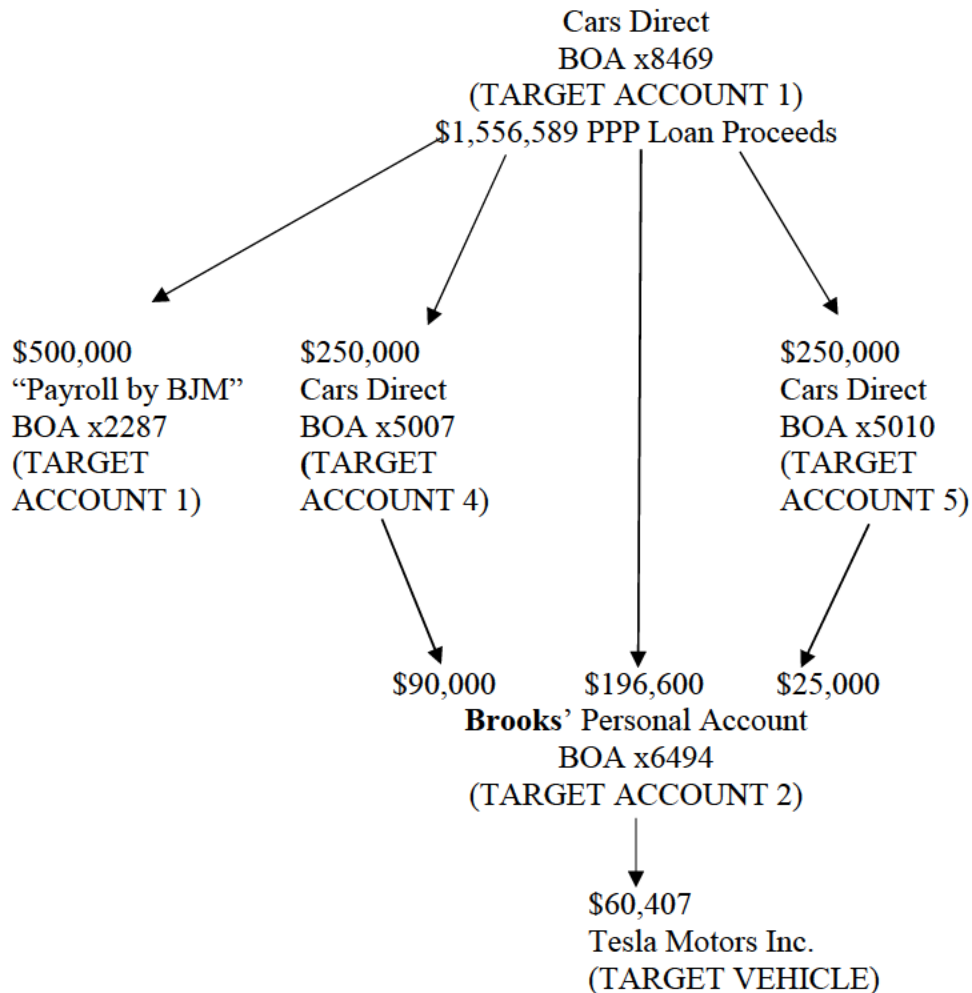 Cars Direct
BOA x8469
(TARGET ACCOUNT 1)
$1,556,589 PPP Loan Proceeds
$500,000
“Payroll by BJM”
BOA x2287
(TARGET
ACCOUNT 1)
$250,000
Cars Direct
BOA x5007
(TARGET
ACCOUNT 4)
$250,000
Cars Direct
BOA x5010
(TARGET
ACCOUNT 5)
$90,000
$196,600
$25,000
Brooks’ Personal Account
BOA x6494
(TARGET ACCOUNT 2)
$60,407
Tesla Motors Inc.
(TARGET VEHICLE)